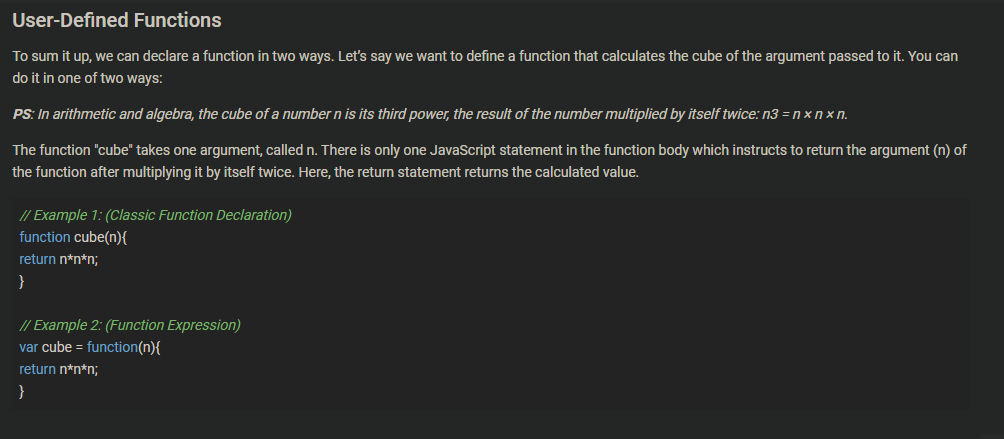 User-Defined Functions
To sum it up, we can declare a function in two ways. Let's say we want to define a function that calculates the cube of the argument passed to it. You can
do it in one of two ways:
PS: In arithmetic and algebra, the cube of a number n is its third power, the result of the number multiplied by itself twice: n3 = n × n × n.
The function "cube" takes one argument, called n. There is only one JavaScript statement in the function body which instructs to return the argument (n) of
the function after multiplying it by itself twice. Here, the return statement returns the calculated value.
// Example 1: (Classic Function Declaration)
function cube(n){
return n*n*n;
}
// Example 2: (Function Expression)
var cube = function(n){
return n*n*n;
}